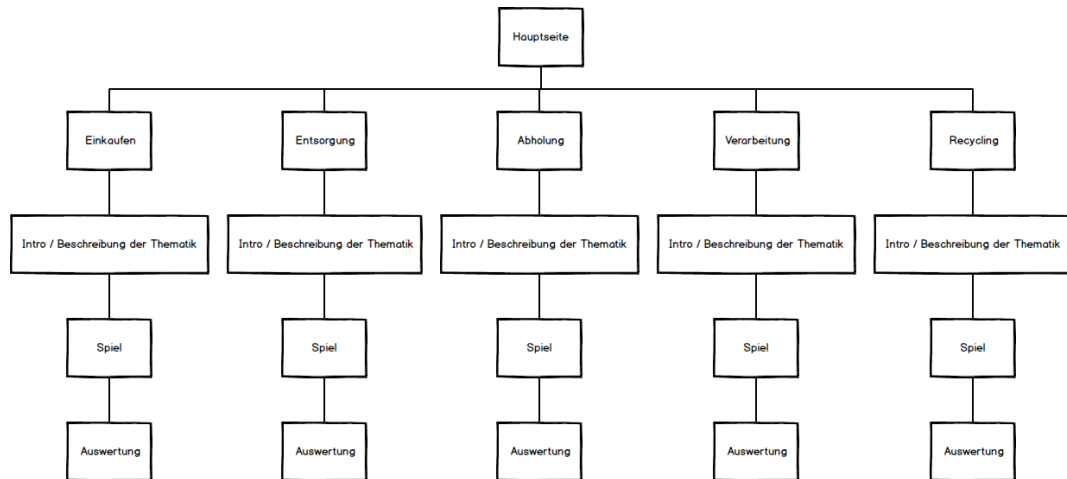 Hauptseite
Einkaufen
Entsorgung
Abholung
Verarbeitung
Recycling
Intro / Beschreibung der Thematik
Intro / Beschreibung der Thematik
Intro / Beschreibung der Thematik
Intro / Beschreibung der Thematik
Intro / Beschreibung der Thematik
Spiel
Spiel
Spiel
Spiel
Spiel
Auswertung
Auswertung
Auswertung
Auswertung
Auswertung